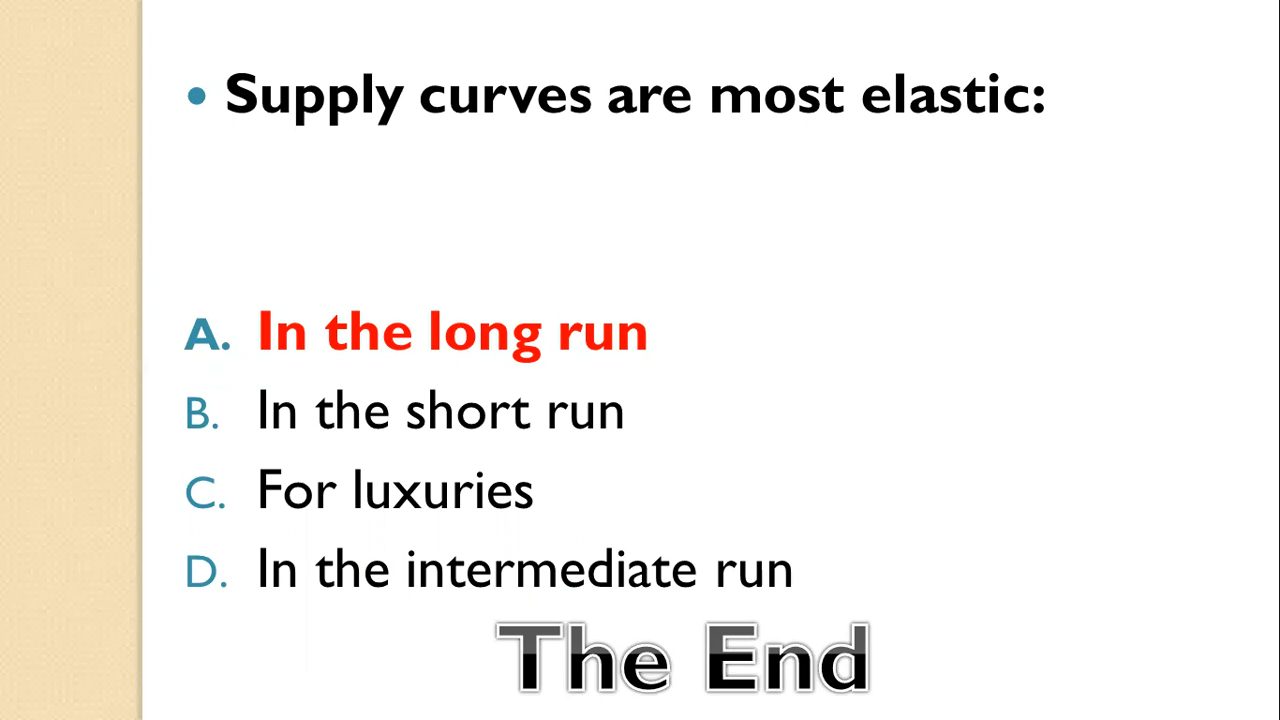 • Supply curves are most elastic:
A. In the long run
B. In the short run
C. For luxuries
D. In the intermediate run
The End